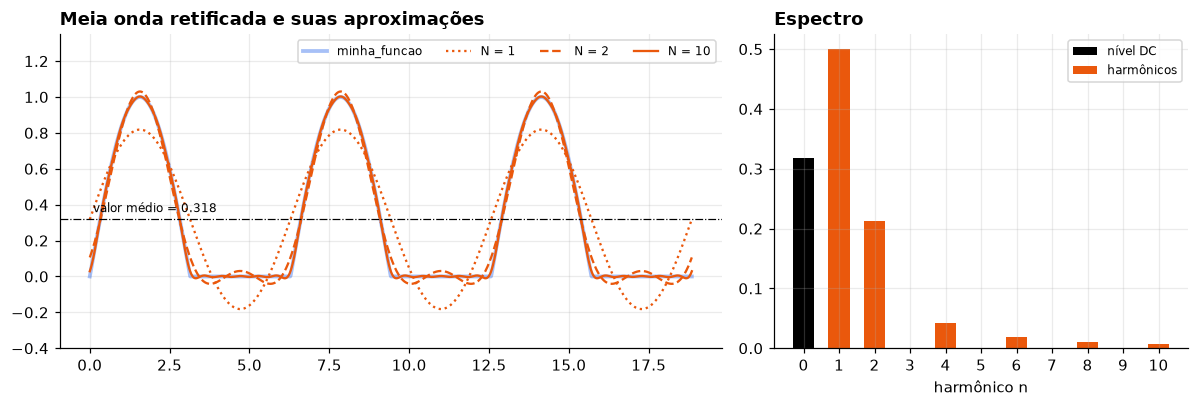 Meia onda retificada e suas aproximações
minha_funcao
N = 1
N = 2
N = 10
1.2
1.0
0.8
0.6
0.4
0.2
0.0
−0.2
−0.4
valor médio = 0.318
0.0 2.5 5.0 7.5 10.0 12.5 15.0 17.5
Espectro
nível DC
harmônicos
0.5
0.4
0.3
0.2
0.1
0.0
0 1 2 3 4 5 6 7 8 9 10
harmônico n